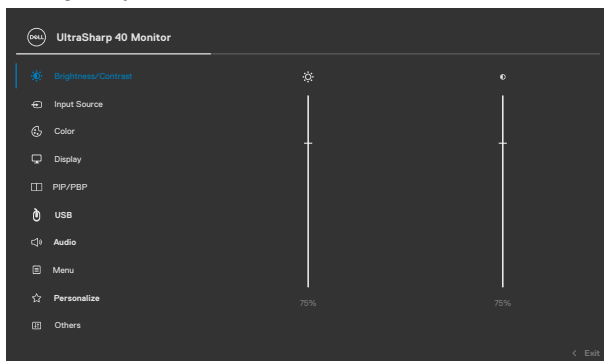 DELL UltraSharp 40 Monitor
Brightness/Contrast
Input Source
Color
Display
PIP/PBP
USB
Audio
Menu
Personalize
Others
75% 75%
< Exit